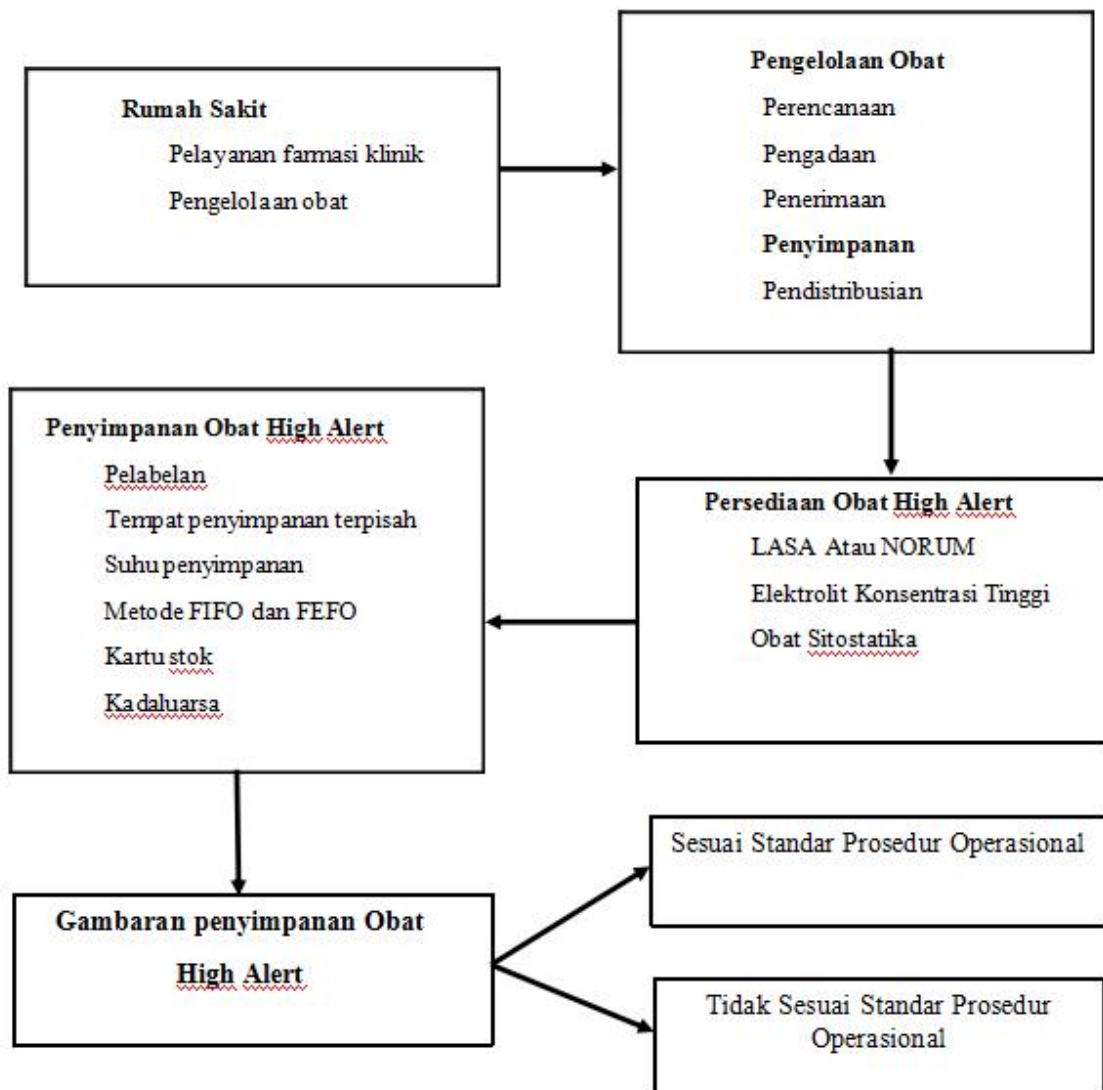 Rumah Sakit
Pelayanan farmasi klinik
Pengelolaan obat
Pengelolaan Obat
Perencanaan
Pengadaan
Penerimaan
Penyimpanan
Pendistribusian
Persediaan Obat High Alert
LASA Atau NORUM
Elektrolit Konsentrasi Tinggi
Obat Sitostatika
Penyimpanan Obat High Alert
Pelabelan
Tempat penyimpanan terpisah
Suhu penyimpanan
Metode FIFO dan FEFO
Kartu stok
Kadaluarsa
Gambaran penyimpanan Obat
High Alert
Sesuai Standar Prosedur Operasional
Tidak Sesuai Standar Prosedur
Operasional